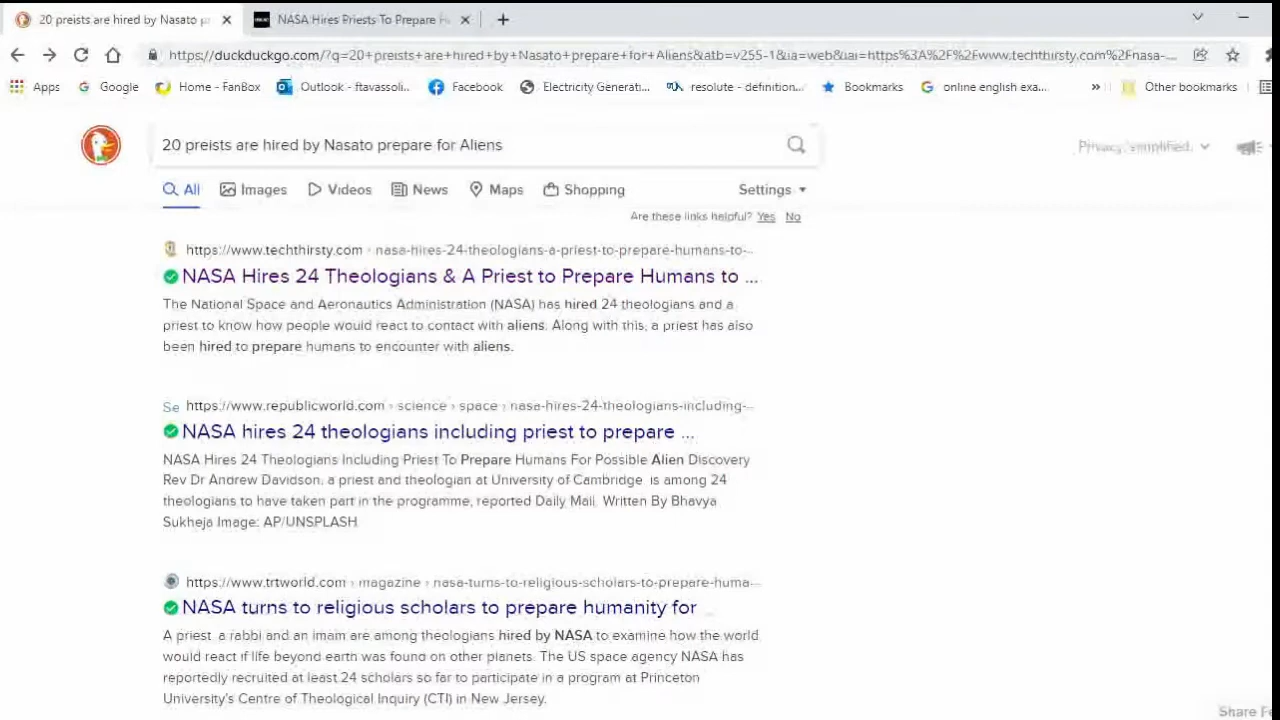 20 preists are hired by Nasato p
NASA Hires Priests To Prepare H
https://duckduckgo.com/?q=20+preists+are+hired+by+Nasato+prepare+for+Aliens&atb=v255-1&ia=web&iai=https%3A%2F%2Fwww.techthirsty.com%2Fnasa-...
Apps Google Home - FanBox Outlook - ftavassoli... Facebook Electricity Generati... resolute - definition... Bookmarks online english exa... » Other bookmarks
20 preists are hired by Nasato prepare for Aliens
Privacy, simplified.
All Images Videos News Maps Shopping Settings
Are these links helpful? Yes No
https://www.techthirsty.com › nasa-hires-24-theologians-a-priest-to-prepare-humans-to-...
NASA Hires 24 Theologians & A Priest to Prepare Humans to ...
The National Space and Aeronautics Administration (NASA) has hired 24 theologians and a
priest to know how people would react to contact with aliens. Along with this, a priest has also
been hired to prepare humans to encounter with aliens.
Se https://www.republicworld.com › science › space › nasa-hires-24-theologians-including-...
NASA hires 24 theologians including priest to prepare ...
NASA Hires 24 Theologians Including Priest To Prepare Humans For Possible Alien Discovery
Rev Dr Andrew Davidson, a priest and theologian at University of Cambridge is among 24
theologians to have taken part in the programme, reported Daily Mail. Written By Bhavya
Sukheja Image: AP/UNSPLASH
https://www.trtworld.com › magazine › nasa-turns-to-religious-scholars-to-prepare-huma-...
NASA turns to religious scholars to prepare humanity for
A priest a rabbi and an imam are among theologians hired by NASA to examine how the world
would react if life beyond earth was found on other planets. The US space agency NASA has
reportedly recruited at least 24 scholars so far to participate in a program at Princeton
University's Centre of Theological Inquiry (CTI) in New Jersey.
Share Fe